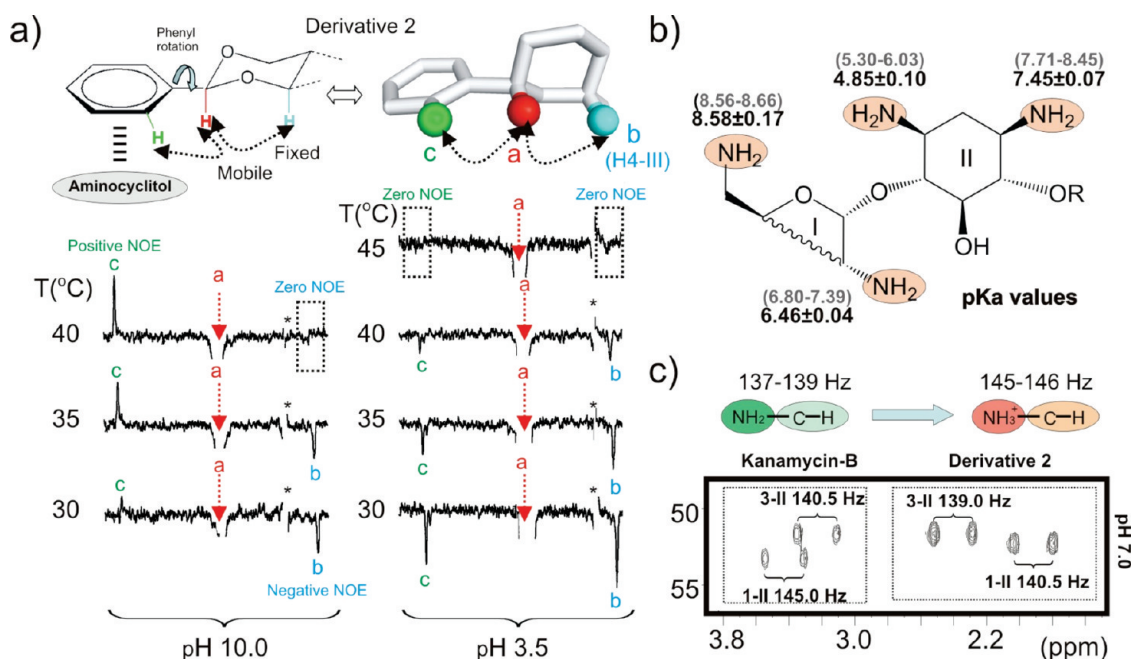 a)
Phenyl
rotation
Derivative 2
O
O
H
H
H
Fixed
Mobile
Aminocyclitol
c
a
b
(H4-III)
Zero NOE
Zero NOE
T(°C)
a
45
Positive NOE
c
T(°C)
a
Zero NOE
*
40
a
*
40
c
b
c
a
*
35
b
a
*
35
c
b
c
a
*
30
b
Negative NOE
a
*
30
c
b
pH 10.0
pH 3.5
b)
(5.30-6.03)
4.85±0.10
(7.71-8.45)
7.45±0.07
(8.56-8.66)
8.58±0.17
H₂N
NH₂
NH₂
II
O
O
I
OR
OH
NH₂
(6.80-7.39)
6.46±0.04
pKa values
c)
137-139 Hz
145-146 Hz
NH₂—C—H
NH₃⁺—C—H
Kanamycin-B
Derivative 2
3-II 140.5 Hz
3-II 139.0 Hz
1-II 145.0 Hz
1-II 140.5 Hz
50
55
pH 7.0
3.8 3.0 2.2 (ppm)